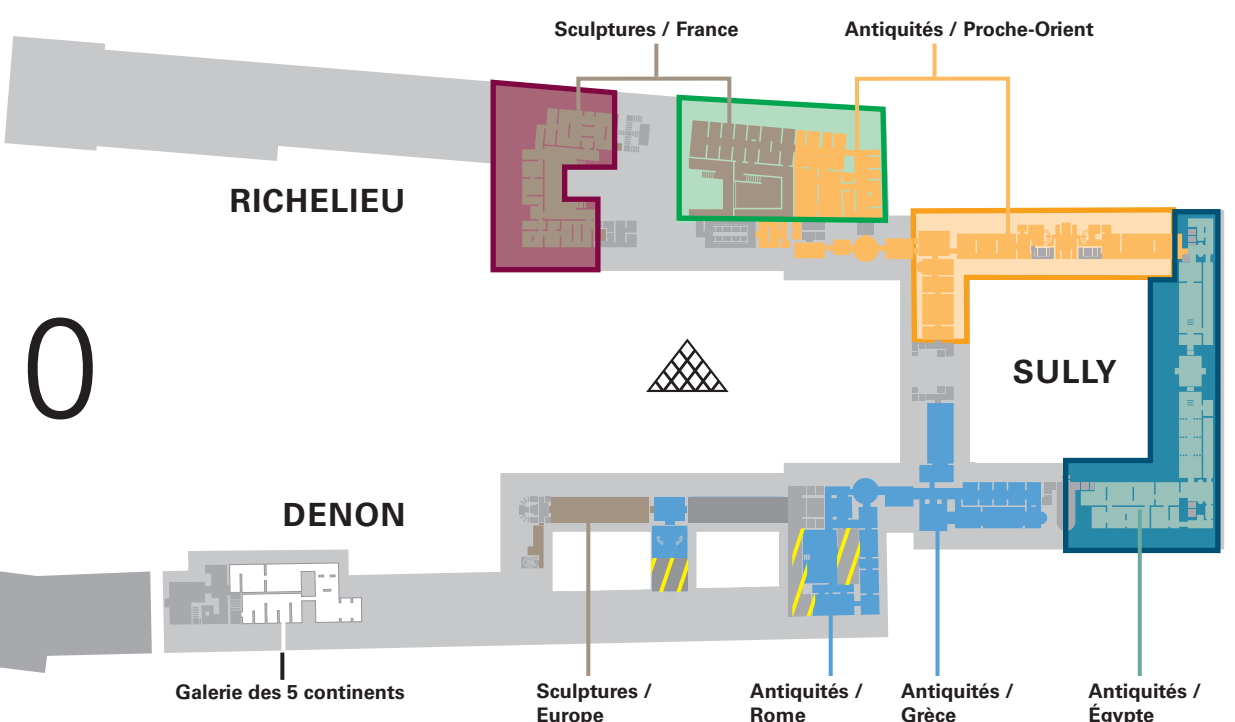 Sculptures / France
Antiquités / Proche-Orient
RICHELIEU
0
SULLY
DENON
Galerie des 5 continents
Sculptures /
Europe
Antiquités /
Rome
Antiquités /
Grèce
Antiquités /
Égypte